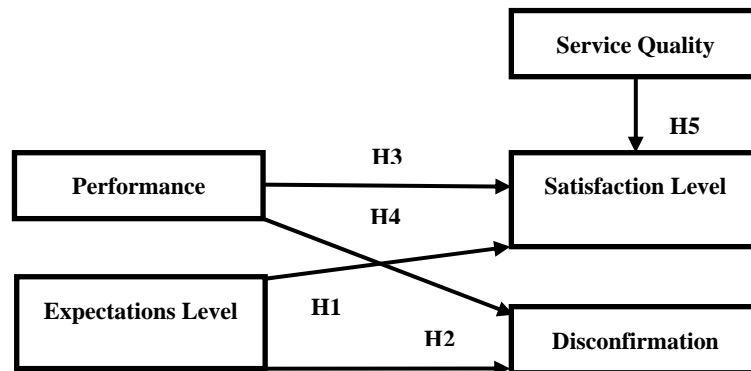 Service Quality
H5
H3
Performance
Satisfaction Level
H4
Expectations Level
H1
H2
Disconfirmation